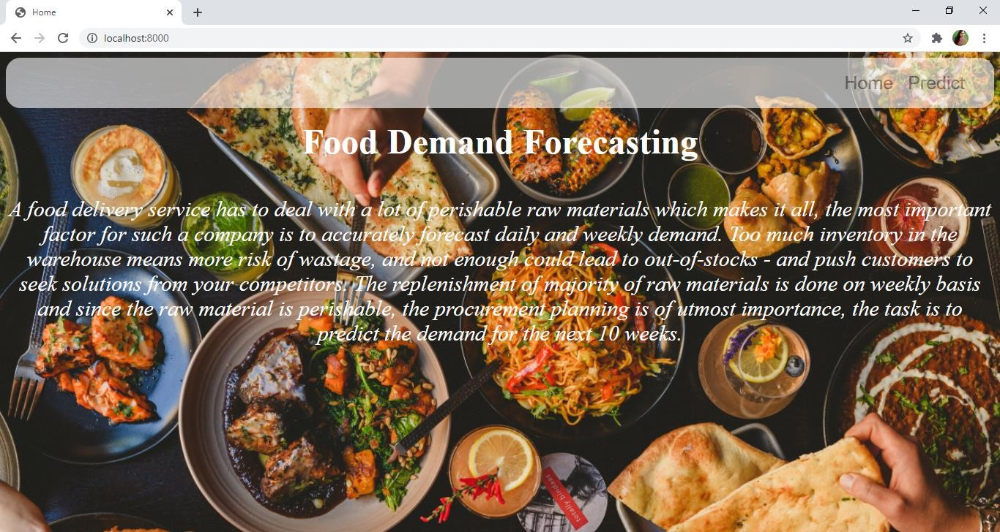 Home
localhost:8000
Home Predict
Food Demand Forecasting
A food delivery service has to deal with a lot of perishable raw materials which makes it all, the most important
factor for such a company is to accurately forecast daily and weekly demand. Too much inventory in the
warehouse means more risk of wastage, and not enough could lead to out-of-stocks - and push customers to
seek solutions from your competitors. The replenishment of majority of raw materials is done on weekly basis
and since the raw material is perishable, the procurement planning is of utmost importance, the task is to
predict the demand for the next 10 weeks.
totally bindaas